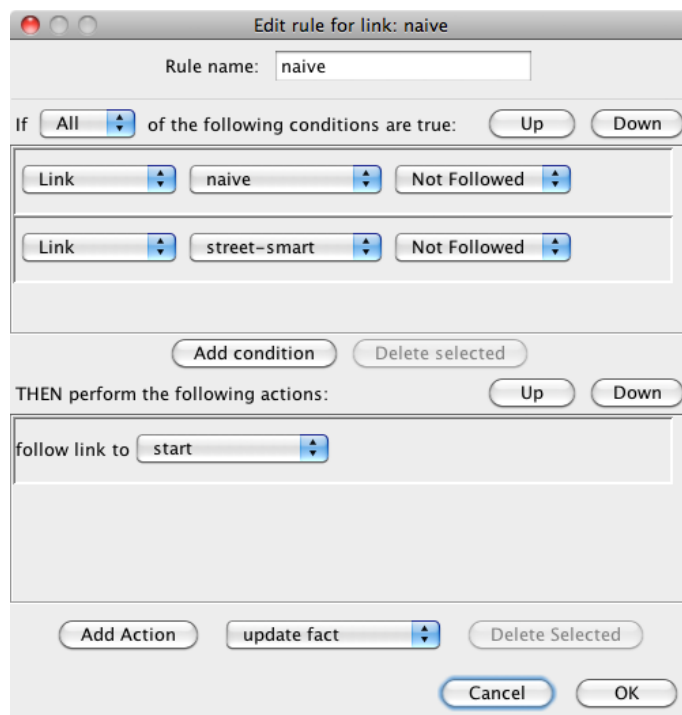 Edit rule for link: naive
Rule name: naive
If All of the following conditions are true: Up Down
Link naive Not Followed
Link street-smart Not Followed
Add condition Delete selected
THEN perform the following actions: Up Down
follow link to start
Add Action update fact Delete Selected
Cancel OK